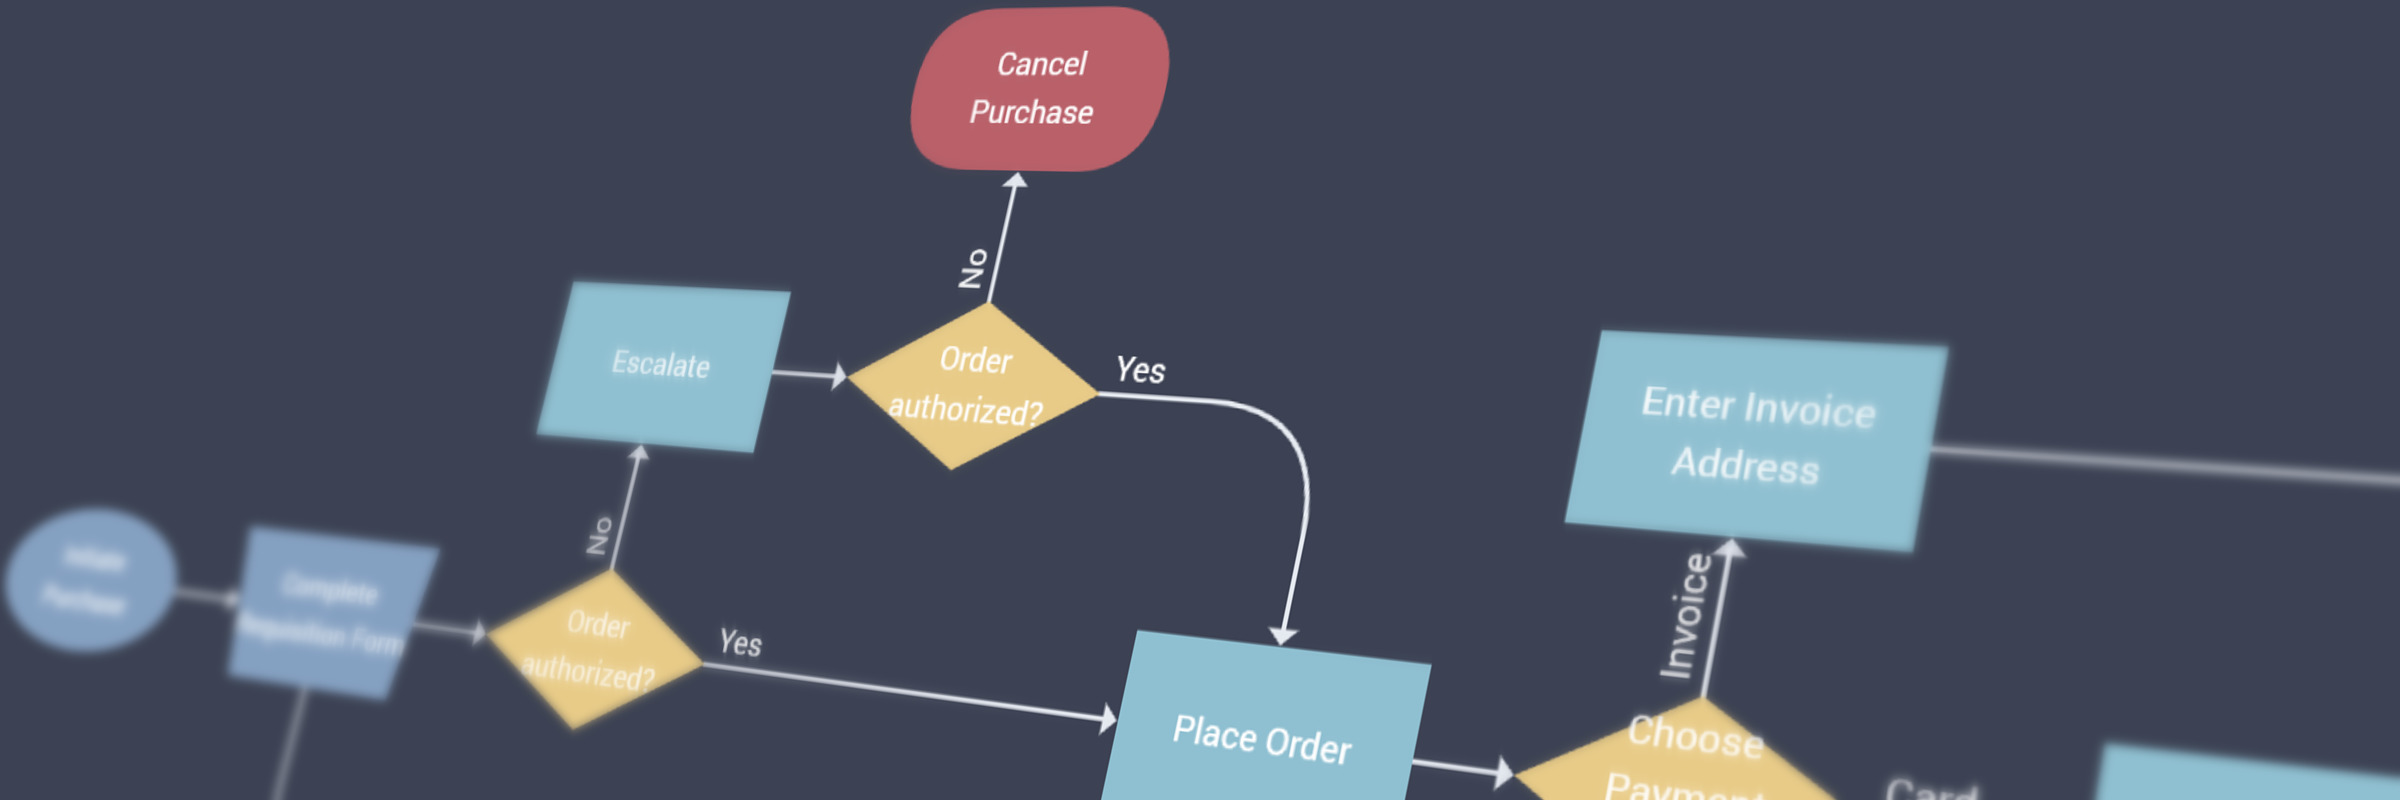 Cancel
Purchase
No
Escalate
Order
authorized?
Yes
Enter Invoice
Address
Initiate
Purchase
Complete
Requisition Form
No
Order
authorized?
Yes
Invoice
Place Order
Choose
Payment
Card